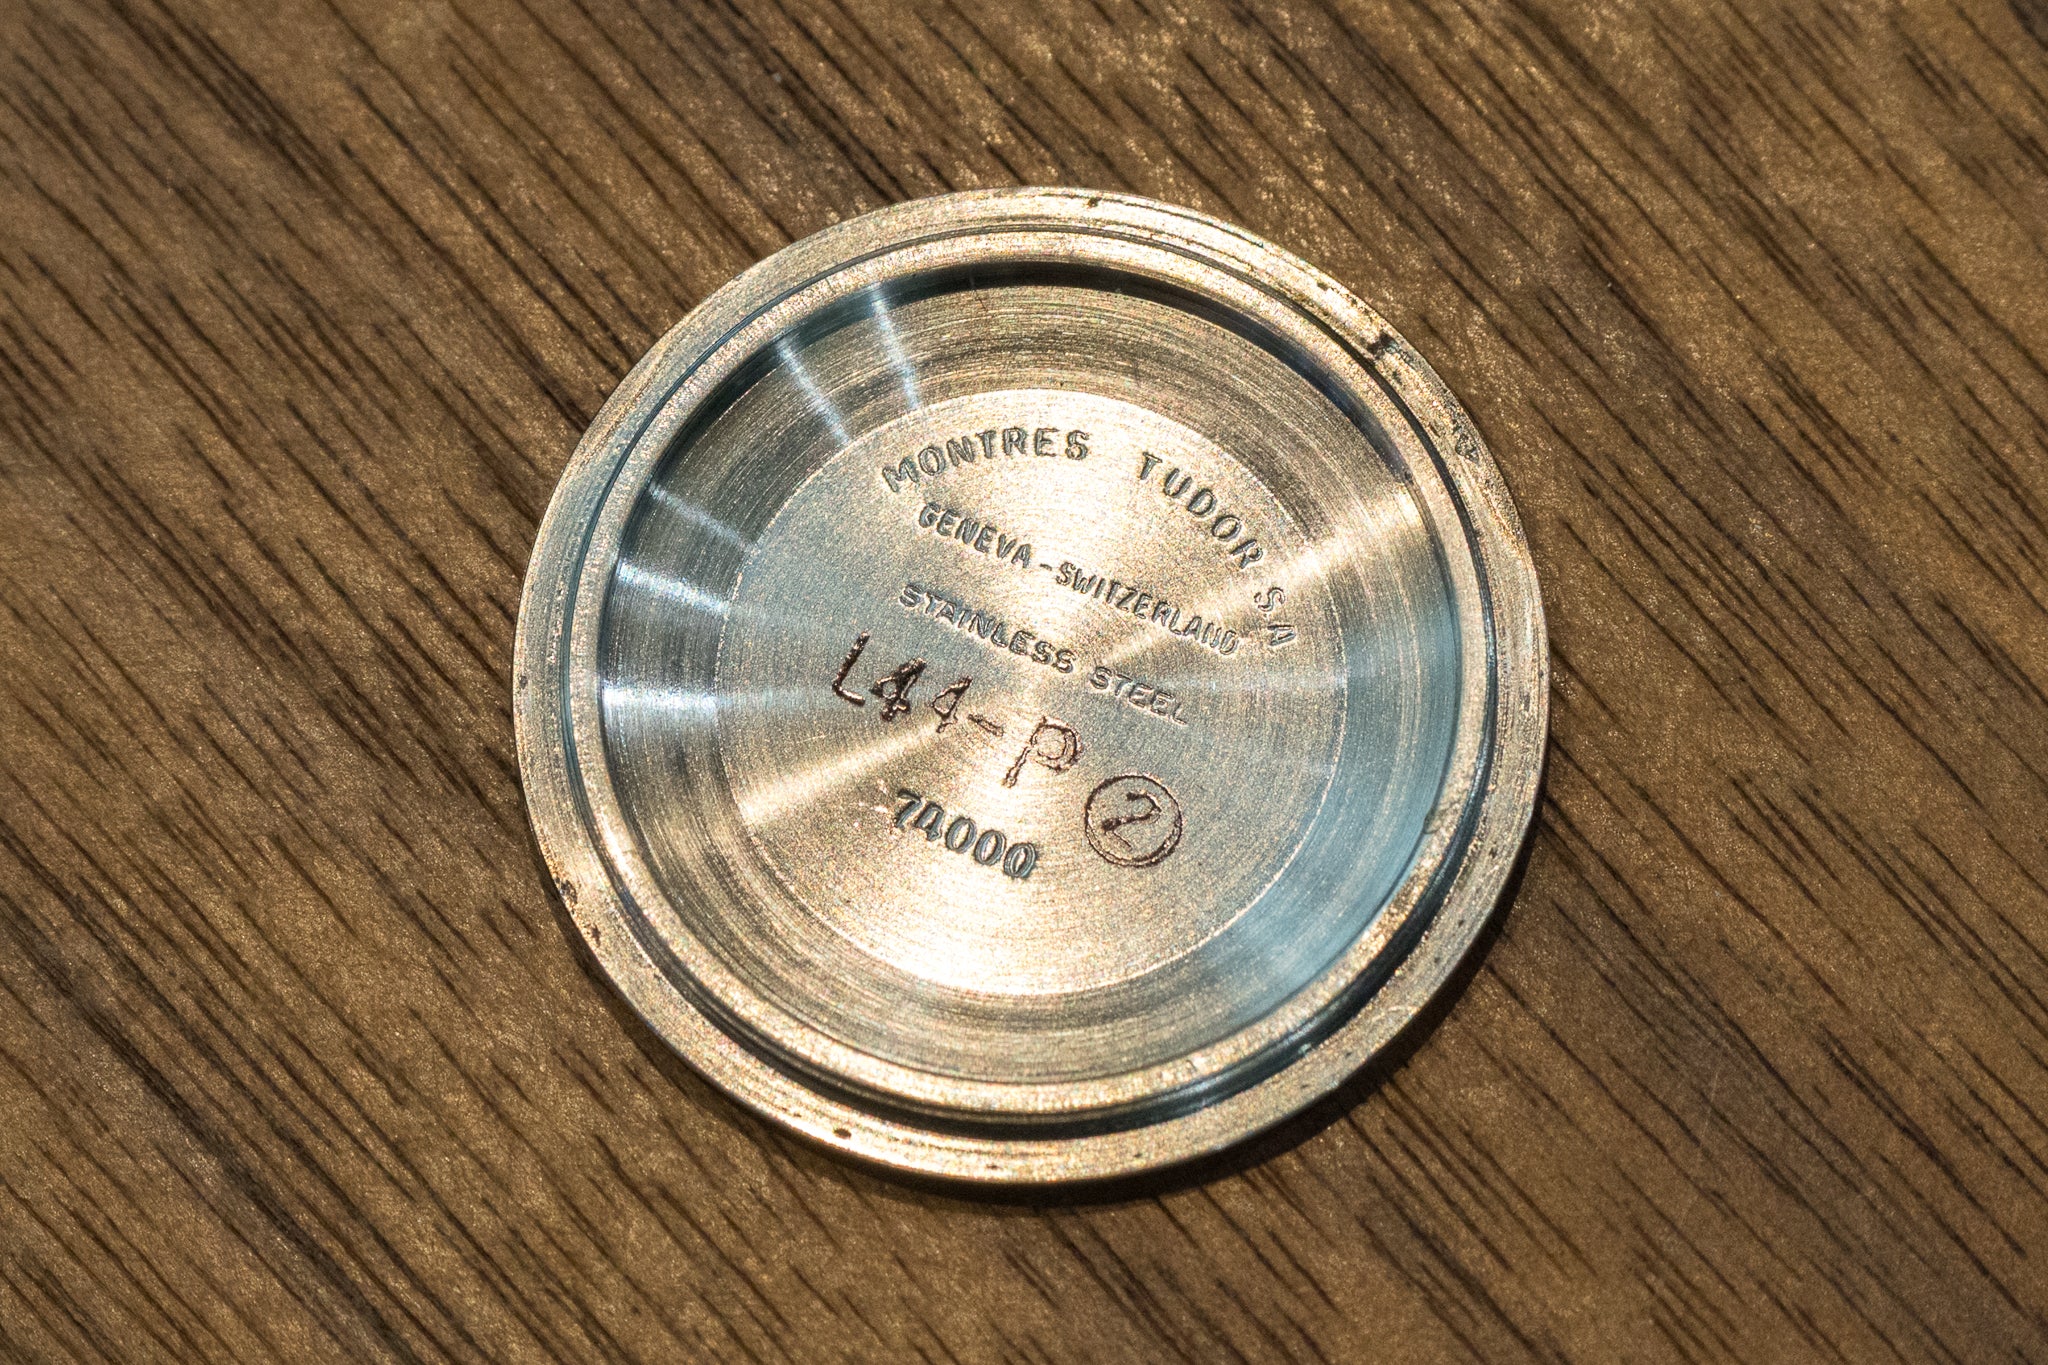 MONTRES TUDOR S.A
GENEVA-SWITZERLAND
STAINLESS STEEL
L44-P ②
74000